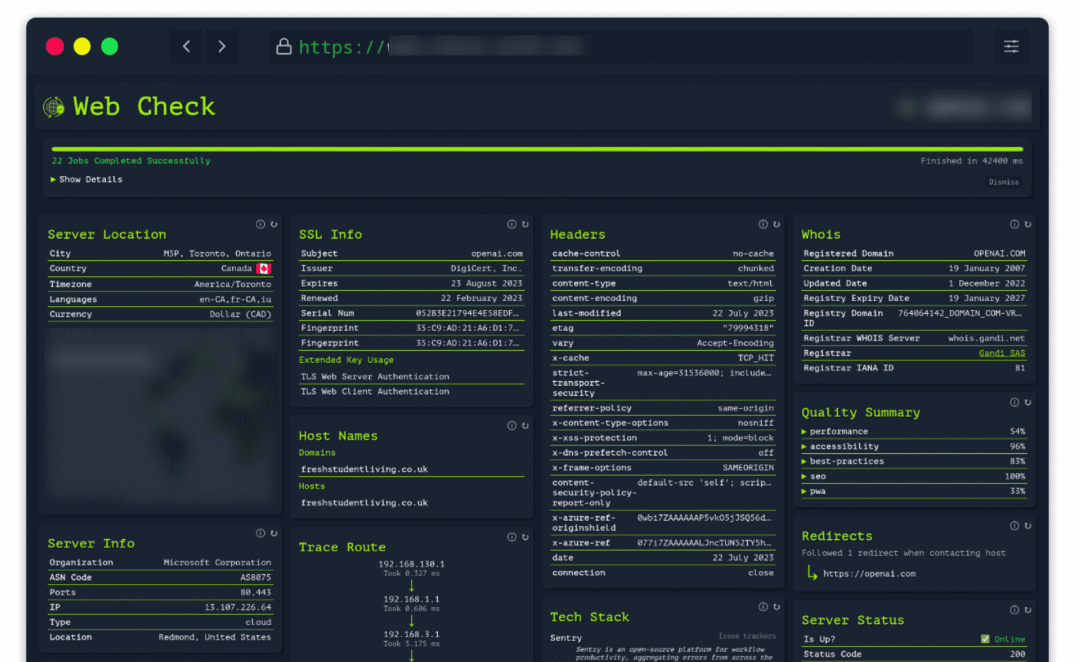 https://
Web Check
22 Jobs Completed Successfully
Finished in 42400 ms
Show Details
Dismiss
Server Location
City M5P, Toronto, Ontario
Country Canada
Timezone America/Toronto
Languages en-CA,fr-CA,iu
Currency Dollar (CAD)
Server Info
Organization Microsoft Corporation
ASN Code AS8075
Ports 80,443
IP 13.107.226.64
Type cloud
Location Redmond, United States
SSL Info
Subject openai.com
Issuer DigiCert, Inc.
Expires 23 August 2023
Renewed 22 February 2023
Serial Num 052B3E21794E4E58EDF…
Fingerprint 35:C9:AD:21:A6:D1:7…
Fingerprint 35:C9:AD:21:A6:D1:7…
Extended Key Usage
TLS Web Server Authentication
TLS Web Client Authentication
Host Names
Domains
freshstudentliving.co.uk
Hosts
freshstudentliving.co.uk
Trace Route
192.168.130.1
Took 0.327 ms
192.168.1.1
Took 0.606 ms
192.168.3.1
Took 3.175 ms
Headers
cache-control no-cache
transfer-encoding chunked
content-type text/html
content-encoding gzip
last-modified 22 July 2023
etag "79994318"
vary Accept-Encoding
x-cache TCP_HIT
strict- max-age=31536000; include…
transport-
security
referrer-policy same-origin
x-content-type-options nosniff
x-xss-protection 1; mode=block
x-dns-prefetch-control off
x-frame-options SAMEORIGIN
content- default-src 'self'; scrip…
security-policy-
report-only
x-azure-ref- 0wbi7ZAAAAAAP5vkO5jJSQ56d…
originshield
x-azure-ref 077i7ZAAAAAALJncTUN52TY5h…
date 22 July 2023
connection close
Tech Stack
Sentry Issue trackers
Sentry is an open-source platform for workflow
productivity, aggregating errors from across the
Whois
Registered Domain OPENAI.COM
Creation Date 19 January 2007
Updated Date 1 December 2022
Registry Expiry Date 19 January 2027
Registry Domain 764064142_DOMAIN_COM-VR…
ID
Registrar WHOIS Server whois.gandi.net
Registrar Gandi SAS
Registrar IANA ID 81
Quality Summary
performance 54%
accessibility 96%
best-practices 83%
seo 100%
pwa 33%
Redirects
Followed 1 redirect when contacting host
https://openai.com
Server Status
Is Up? Online
Status Code 200